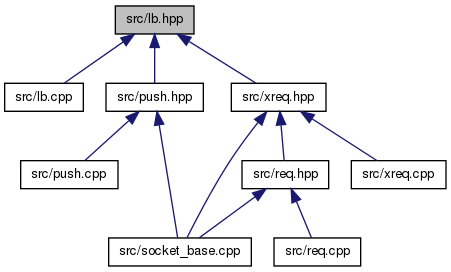 src/lb.hpp
src/lb.cpp
src/push.hpp
src/xreq.hpp
src/push.cpp
src/req.hpp
src/xreq.cpp
src/socket_base.cpp
src/req.cpp